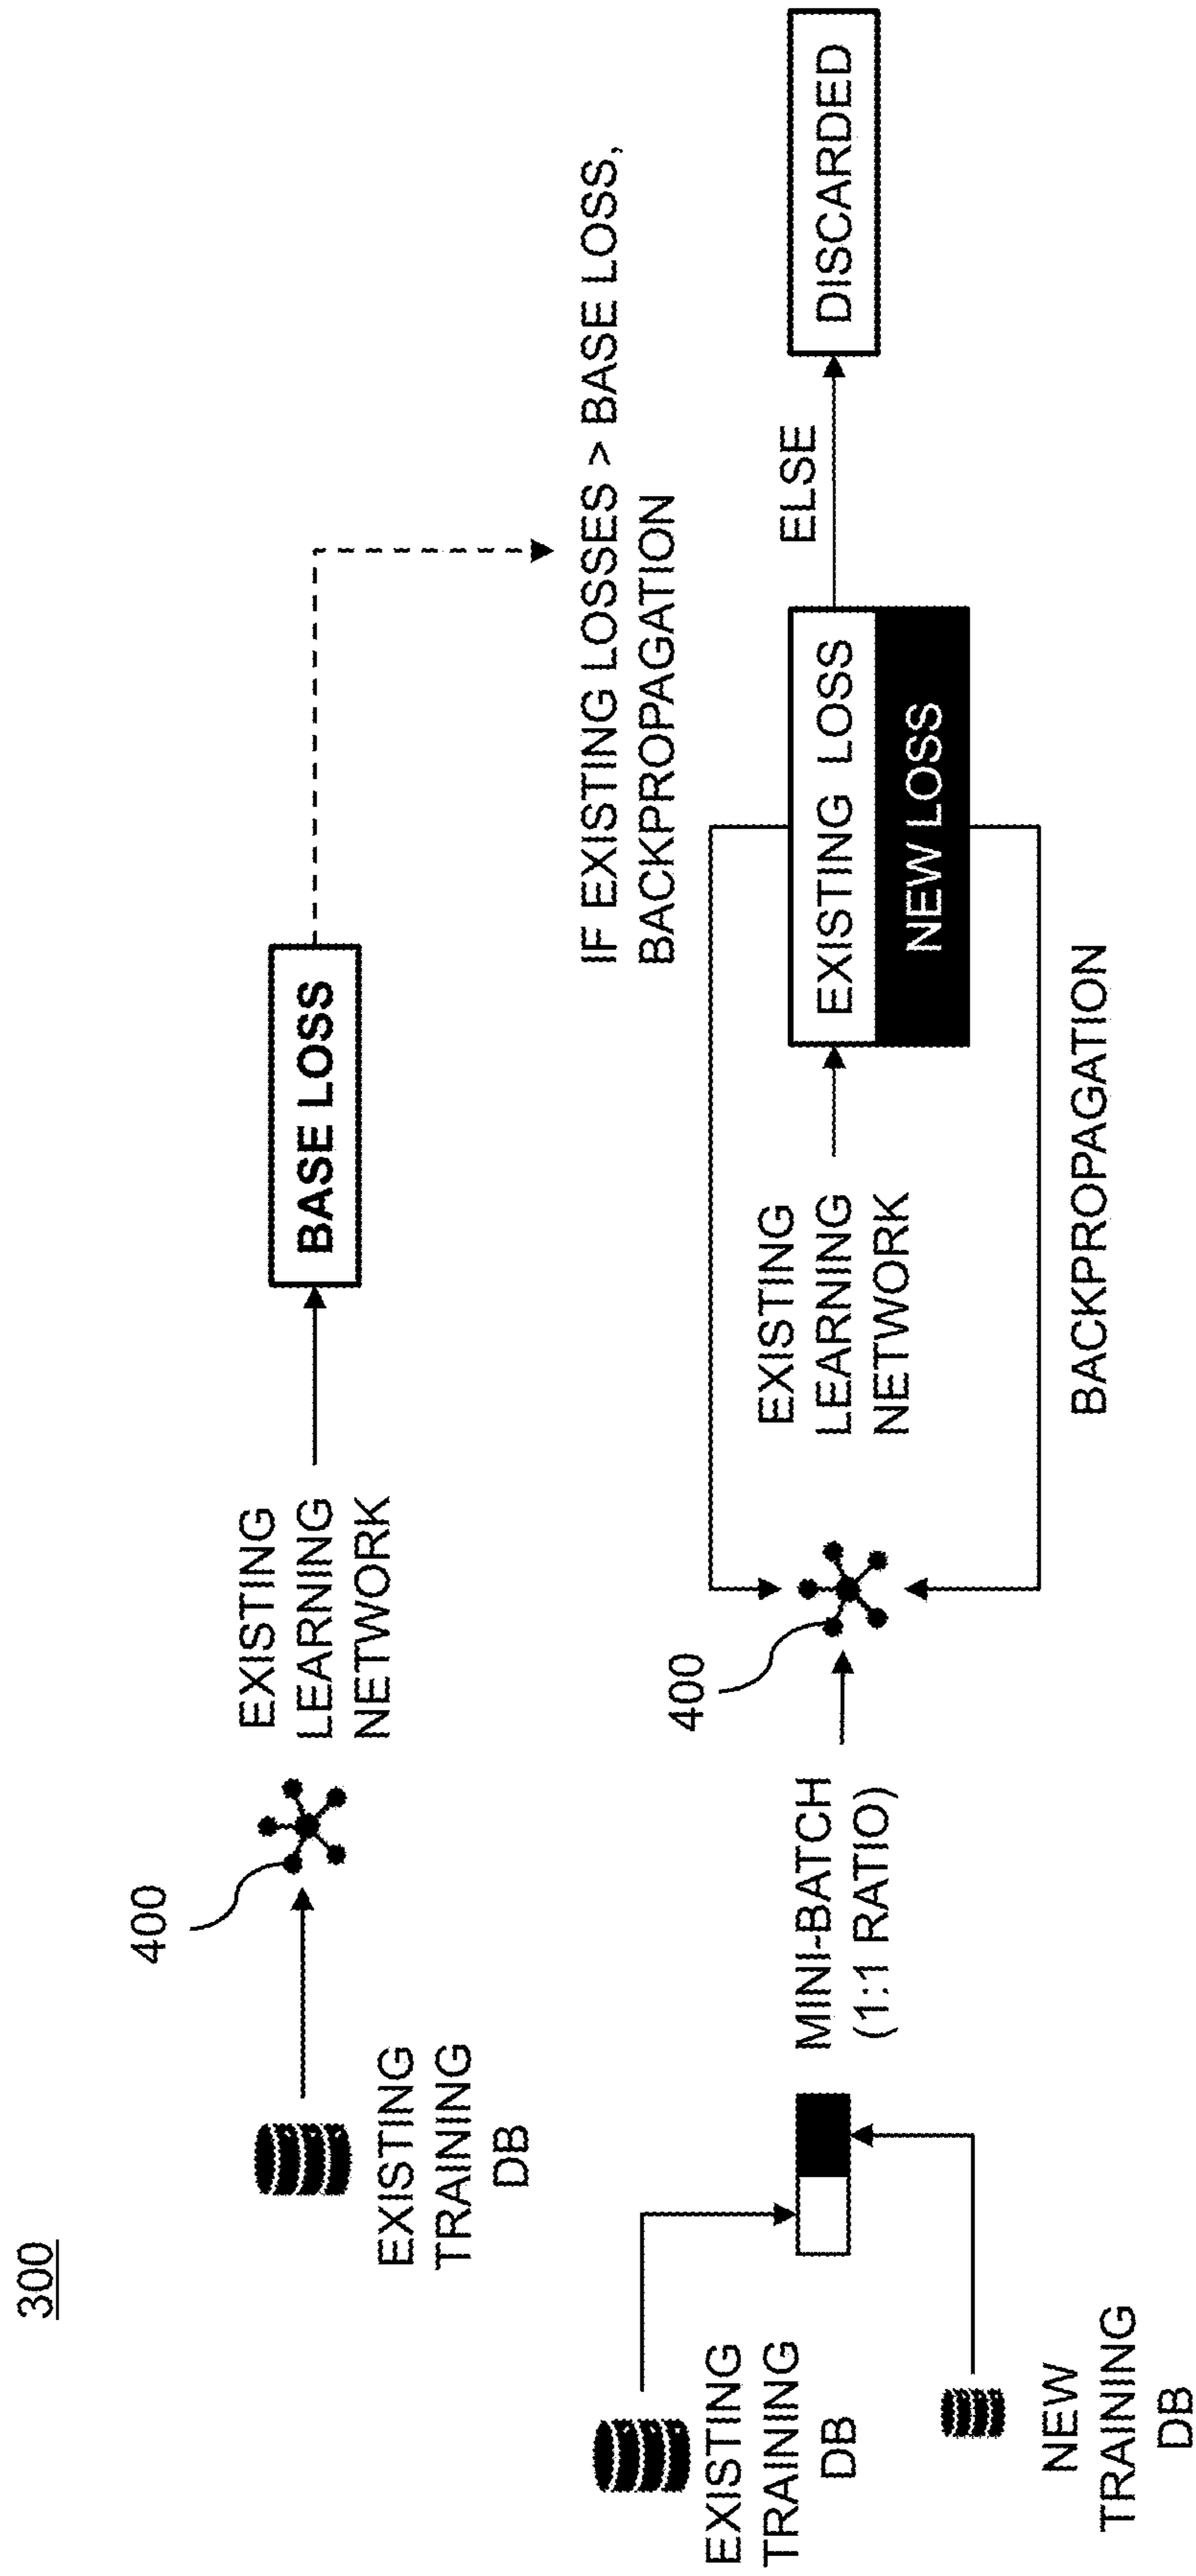 300
400
EXISTING
TRAINING
DB
EXISTING
LEARNING
NETWORK
BASE LOSS
IF EXISTING LOSSES > BASE LOSS,
BACKPROPAGATION
EXISTING
TRAINING
DB
NEW
TRAINING
DB
MINI-BATCH
(1:1 RATIO)
400
EXISTING
LEARNING
NETWORK
EXISTING LOSS
NEW LOSS
ELSE
DISCARDED
BACKPROPAGATION